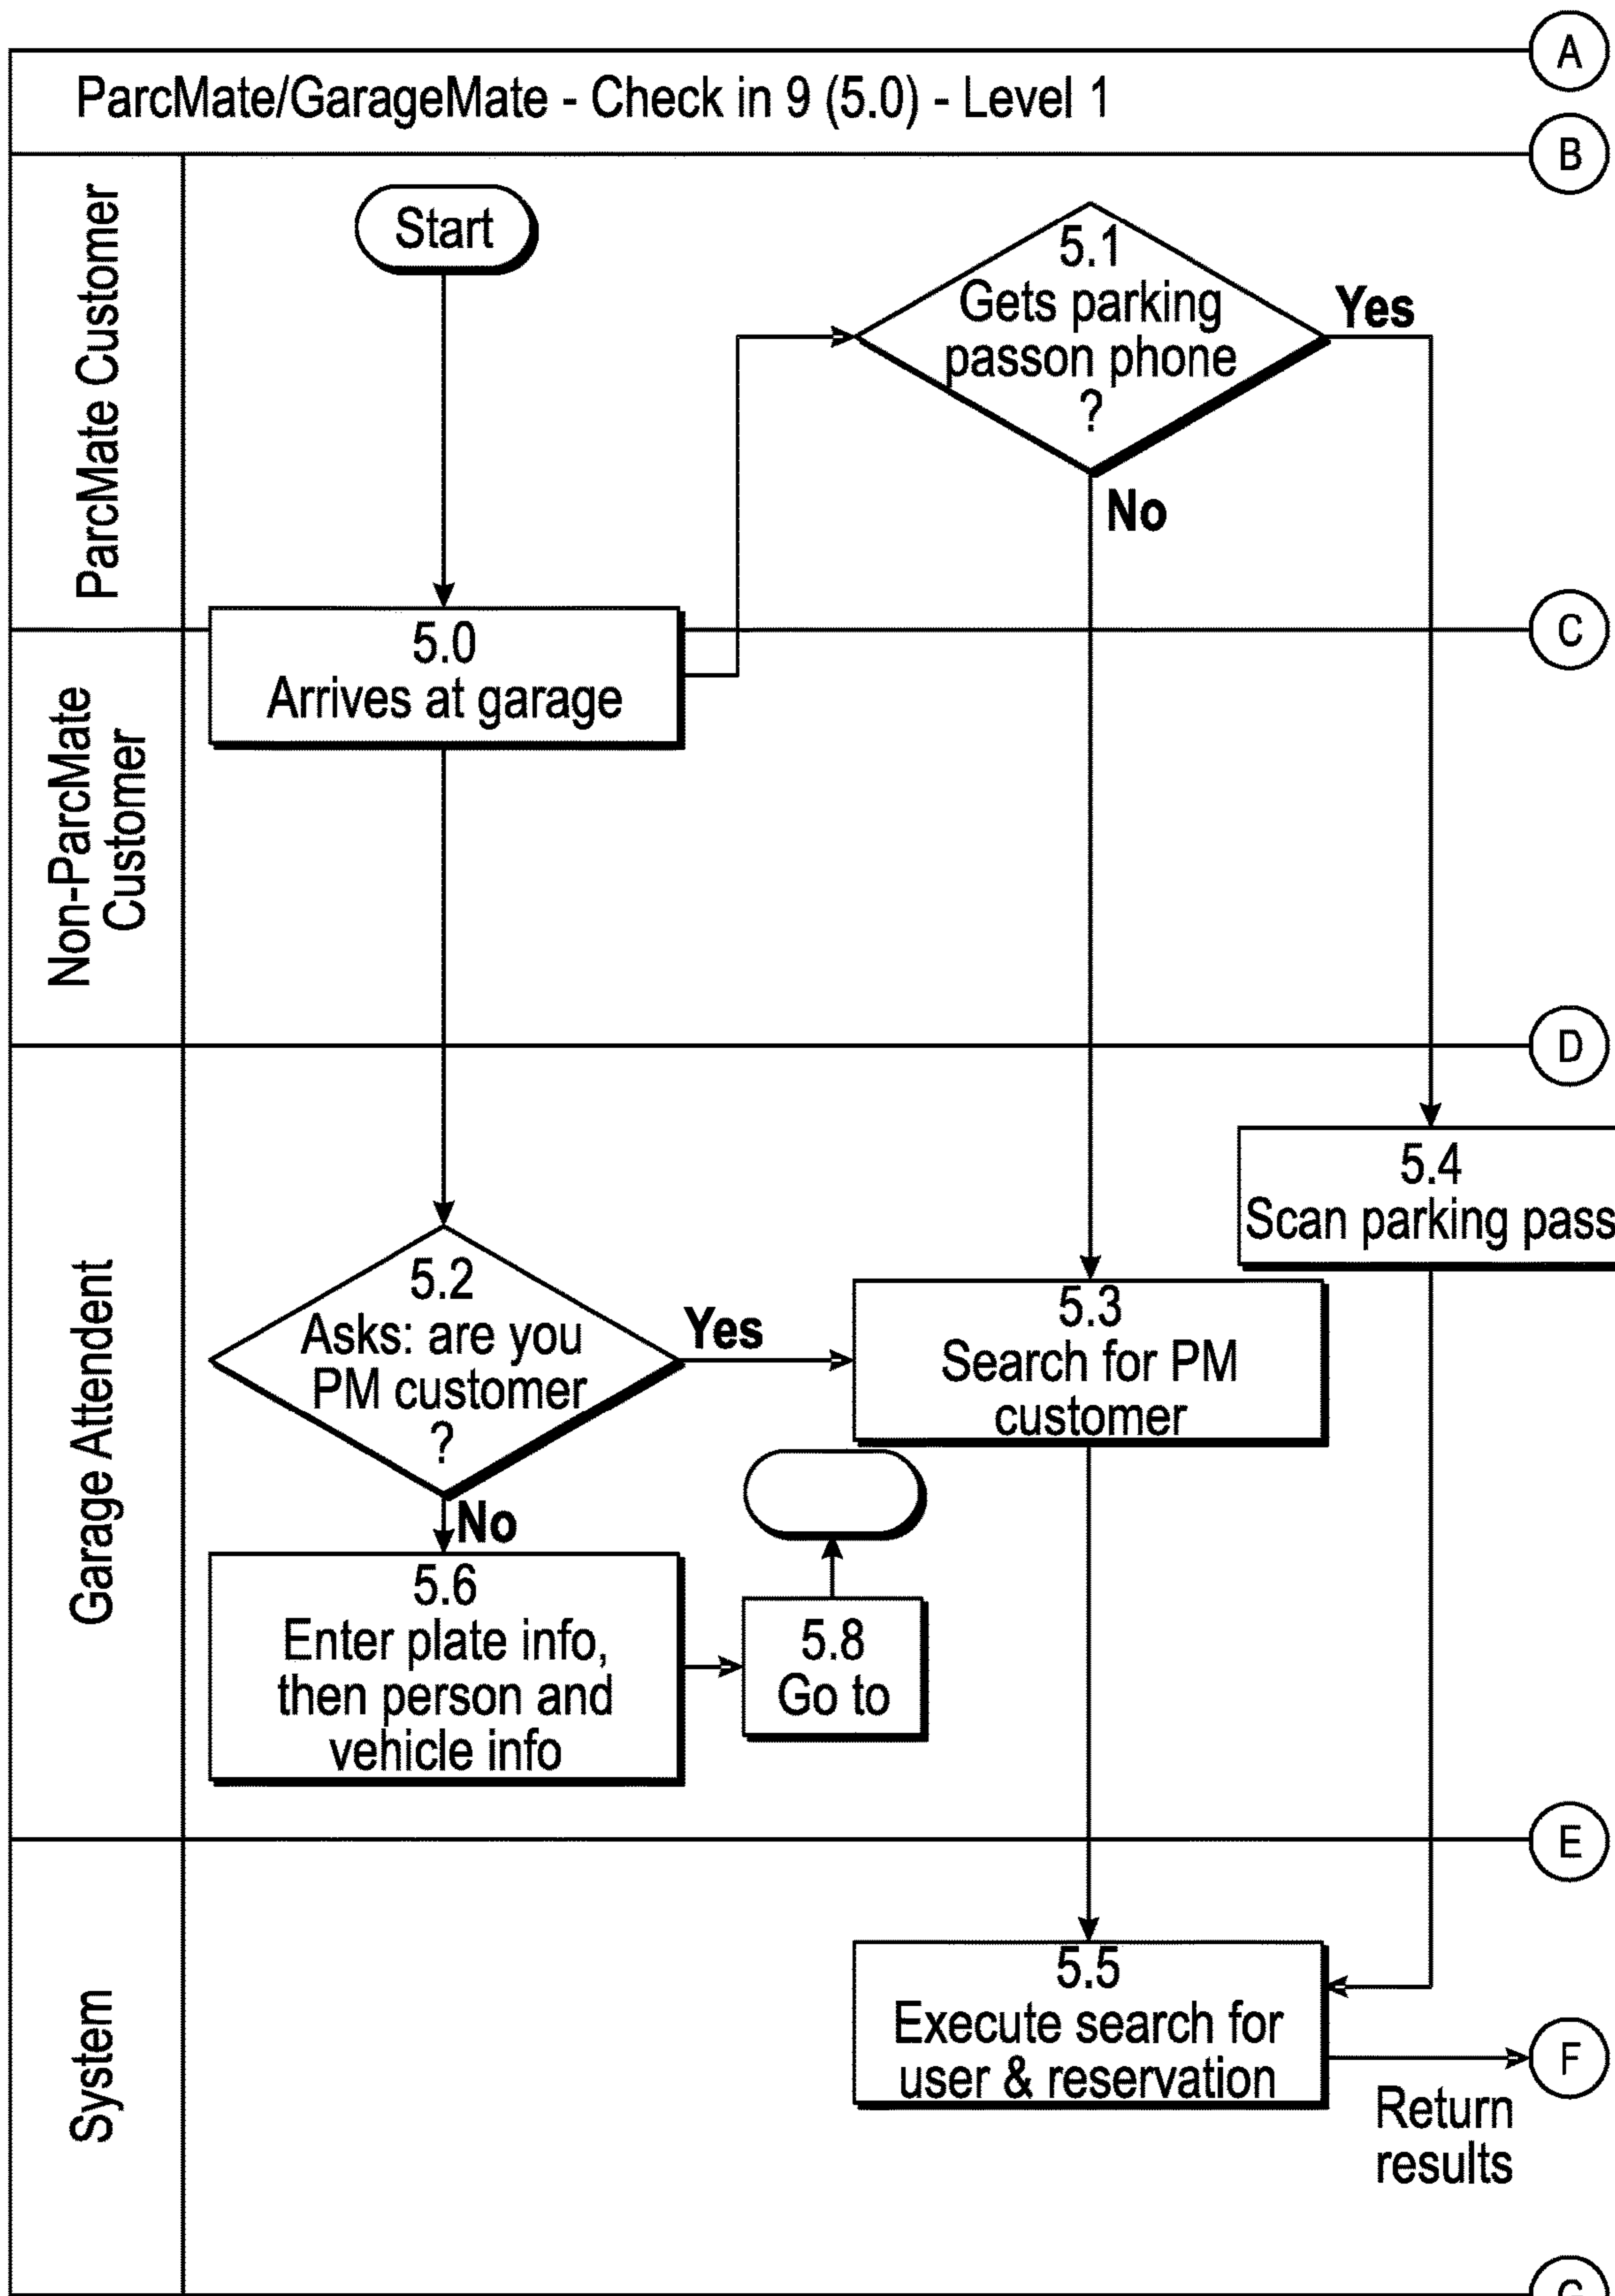 A
ParcMate/GarageMate - Check in 9 (5.0) - Level 1
B
ParcMate Customer
Start
5.1
Gets parking
passon phone
?
Yes
No
C
Non-ParcMate
Customer
5.0
Arrives at garage
D
Garage Attendent
5.4
Scan parking pass
5.2
Asks: are you
PM customer
?
Yes
No
5.3
Search for PM
customer
5.6
Enter plate info,
then person and
vehicle info
5.8
Go to
E
System
5.5
Execute search for
user & reservation
F
Return
results